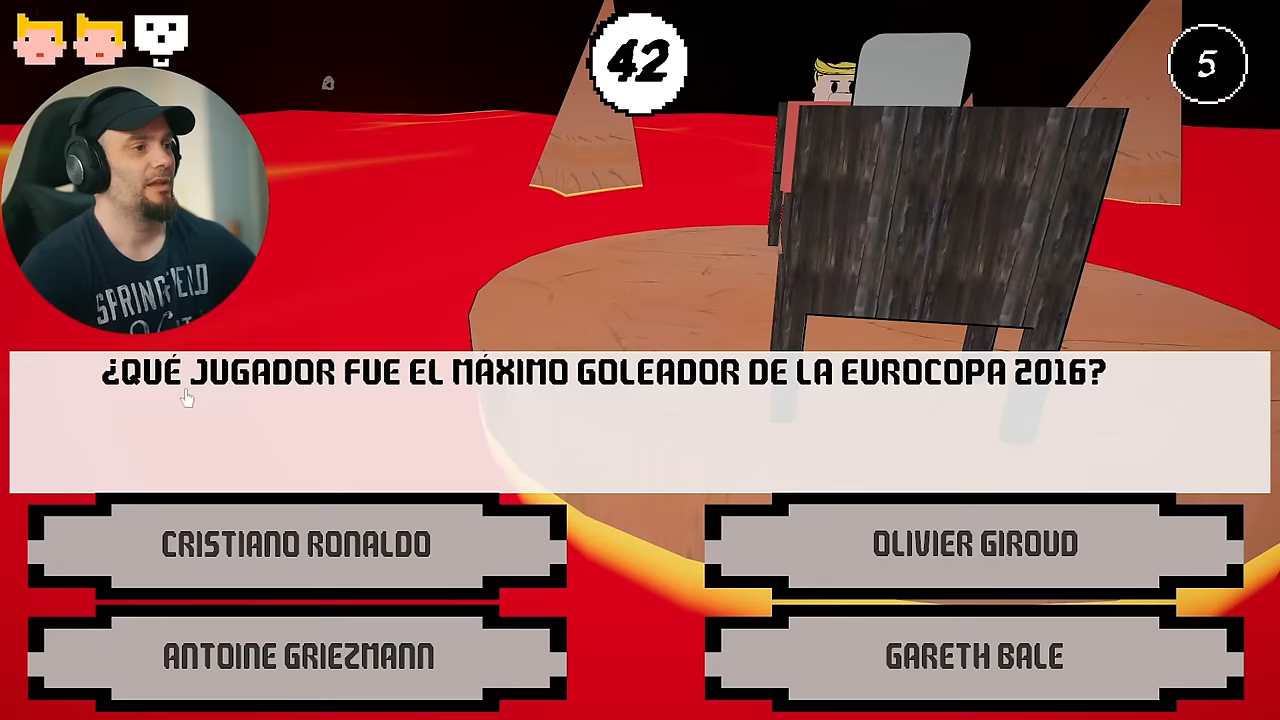 42
5
SPRINGFIELD
¿QUÉ JUGADOR FUE EL MÁXIMO GOLEADOR DE LA EUROCOPA 2016?
CRISTIANO RONALDO
OLIVIER GIROUD
ANTOINE GRIEZMANN
GARETH BALE